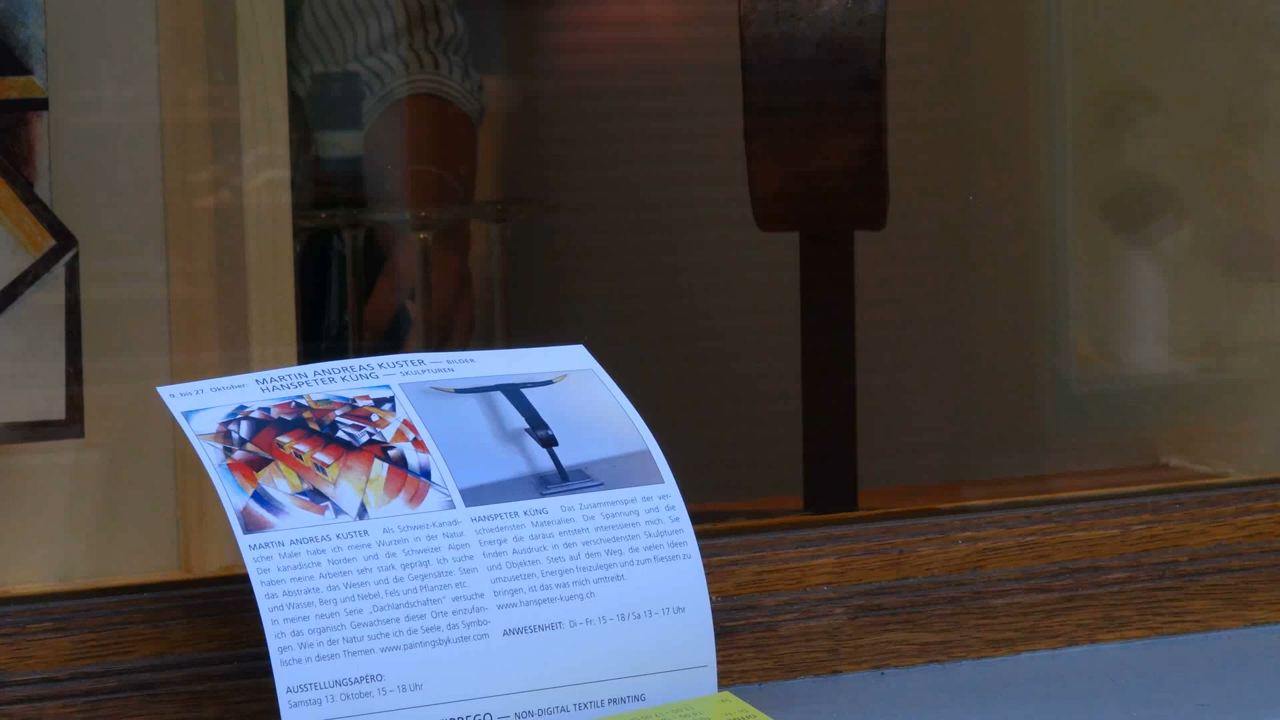 9. bis 27. Oktober: MARTIN ANDREAS KUSTER — BILDER
HANSPETER KÜNG — SKULPTUREN
MARTIN ANDREAS KUSTER Als Schweiz-Kanadi-
scher Maler habe ich meine Wurzeln in der Natur.
Der kanadische Norden und die Schweizer Alpen
haben meine Arbeiten sehr stark geprägt. Ich suche
das Abstrakte, das Wesen und die Gegensätze. Stein
und Wasser, Berg und Nebel, Fels und Pflanzen etc.
In meiner neuen Serie „Dachlandschaften“ versuche
ich das organisch Gewachsene dieser Orte einzufan-
gen. Wie in der Natur suche ich die Seele, das Symbo-
lische in diesen Themen. www.paintingsbykuster.com
HANSPETER KÜNG Das Zusammenspiel der ver-
schiedensten Materialien. Die Spannung und die
Energie die daraus entsteht interessieren mich. Sie
finden Ausdruck in den verschiedensten Skulpturen
und Objekten. Stets auf dem Weg, die vielen Ideen
umzusetzen, Energien freizulegen und zum fliessen zu
bringen, ist das was mich umtreibt.
www.hanspeter-kueng.ch
ANWESENHEIT: Di – Fr. 15 – 18 / Sa 13 – 17 Uhr
AUSSTELLUNGSAPÉRO:
Samstag 13. Oktober, 15 – 18 Uhr
— NON-DIGITAL TEXTILE PRINTING